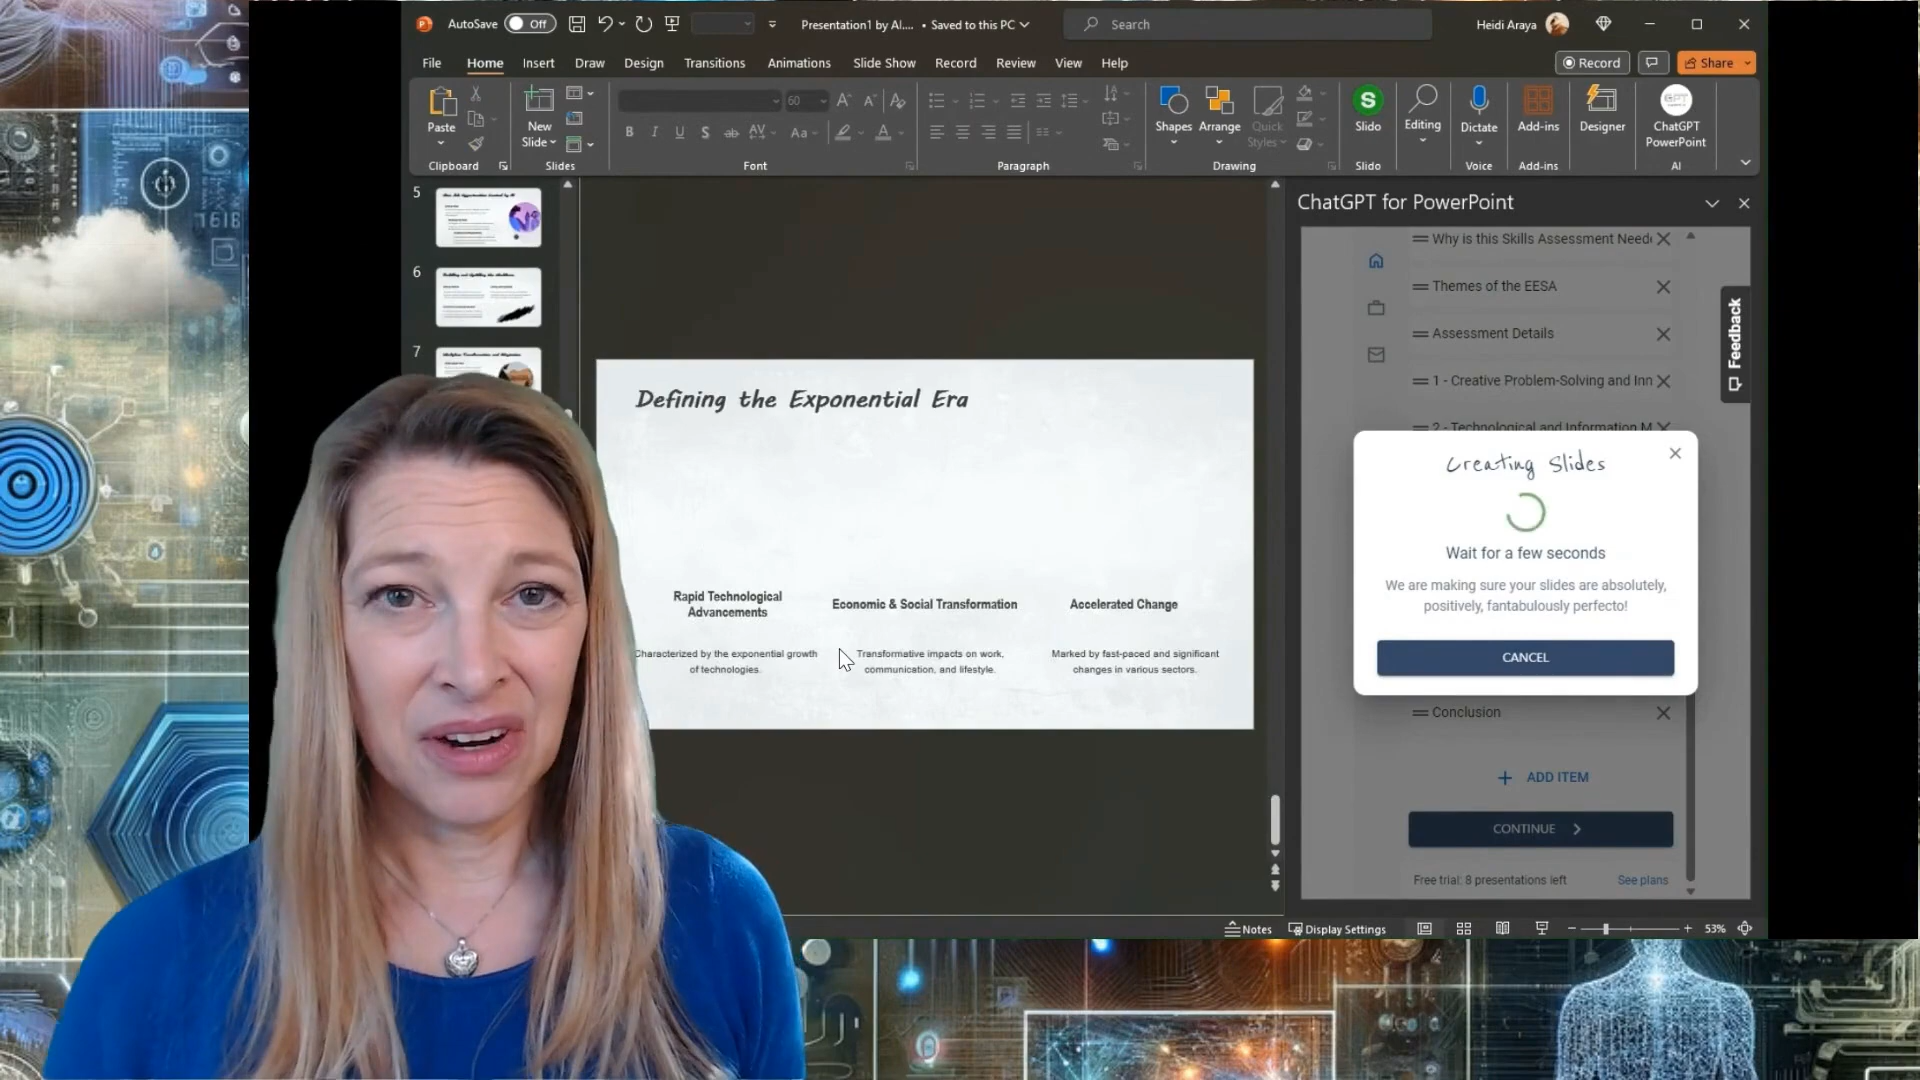 AutoSave Off
Presentation1 by AI.... • Saved to this PC
Search
Heidi Araya
File Home Insert Draw Design Transitions Animations Slide Show Record Review View Help
Record
Share
Paste
New
Slide
60
Shapes
Arrange
Quick
Styles
Slido
Editing
Dictate
Add-ins
Designer
ChatGPT
PowerPoint
Clipboard
Slides
Font
Paragraph
Drawing
Slido
Voice
Add-ins
AI
5
6
7
Defining the Exponential Era
Rapid Technological
Advancements
Economic & Social Transformation
Accelerated Change
Characterized by the exponential growth
of technologies.
Transformative impacts on work,
communication, and lifestyle.
Marked by fast-paced and significant
changes in various sectors.
ChatGPT for PowerPoint
Why is this Skills Assessment Neede
Themes of the EESA
Assessment Details
1 - Creative Problem-Solving and Inn
2 - Technological and Information M
Feedback
Creating Slides
Wait for a few seconds
We are making sure your slides are absolutely,
positively, fantabulously perfecto!
CANCEL
Conclusion
+ ADD ITEM
CONTINUE
Free trial: 8 presentations left
See plans
Notes
Display Settings
53%